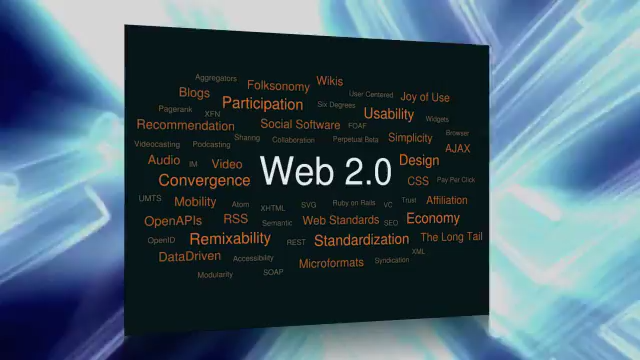 Aggregators Folksonomy Wikis
Blogs User Centered Joy of Use
Pagerank Participation Six Degrees Usability Widgets
XFN
Recommendation Social Software FOAF Browser
Videocasting Podcasting Sharing Collaboration Perpetual Beta Simplicity AJAX
Audio IM Video Web 2.0 Design
Convergence CSS Pay Per Click
UMTS Mobility Atom XHTML SVG Ruby on Rails VC Trust Affiliation
OpenAPIs RSS Semantic Web Standards SEO Economy
OpenID Remixability REST Standardization The Long Tail
DataDriven Accessibility XML
Modularity SOAP Microformats Syndication